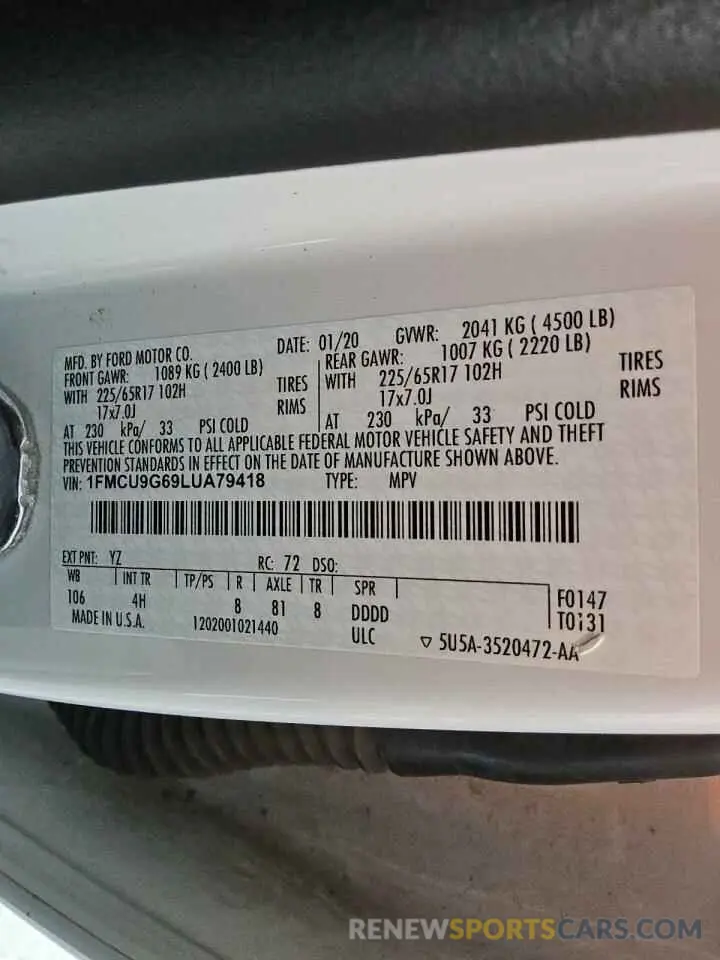 MFD. BY FORD MOTOR CO. DATE: 01/20 GVWR: 2041 KG ( 4500 LB)
FRONT GAWR: 1089 KG ( 2400 LB) REAR GAWR: 1007 KG ( 2220 LB)
WITH 225/65R17 102H TIRES WITH 225/65R17 102H TIRES
17x7.0J RIMS 17x7.0J RIMS
AT 230 kPa/ 33 PSI COLD AT 230 kPa/ 33 PSI COLD
THIS VEHICLE CONFORMS TO ALL APPLICABLE FEDERAL MOTOR VEHICLE SAFETY AND THEFT
PREVENTION STANDARDS IN EFFECT ON THE DATE OF MANUFACTURE SHOWN ABOVE.
VIN: 1FMCU9G69LUA79418 TYPE: MPV
EXT PNT: YZ RC: 72 DSO:
WB INT TR TP/PS R AXLE TR SPR
106 4H 8 81 8 DDDD F0147
MADE IN U.S.A. 1202001021440 ULC T0131
▽ 5U5A-3520472-AA
RENEWSPORTSCARS.COM